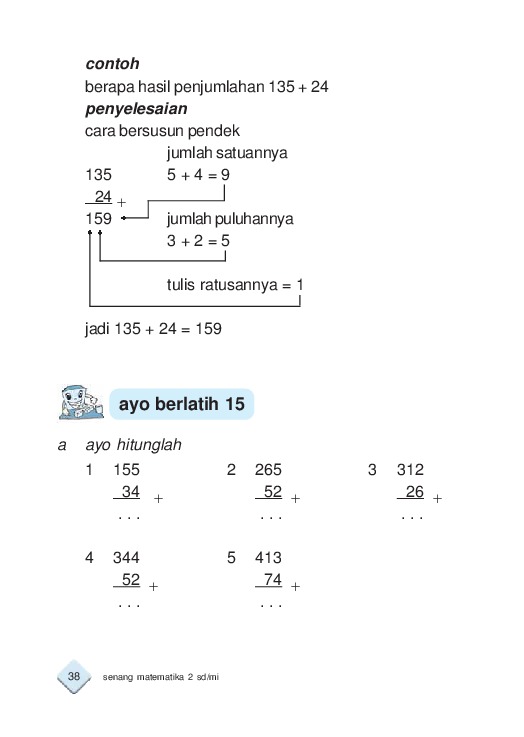 contoh
berapa hasil penjumlahan 135 + 24
penyelesaian
cara bersusun pendek
jumlah satuannya
135 5 + 4 = 9
24 +
159 jumlah puluhannya
3 + 2 = 5
tulis ratusannya = 1
jadi 135 + 24 = 159
ayo berlatih 15
a ayo hitunglah
1 155 2 265 3 312
34 + 52 + 26 +
. . . . . . . . .
4 344 5 413
52 + 74 +
. . . . . .
38 senang matematika 2 sd/mi